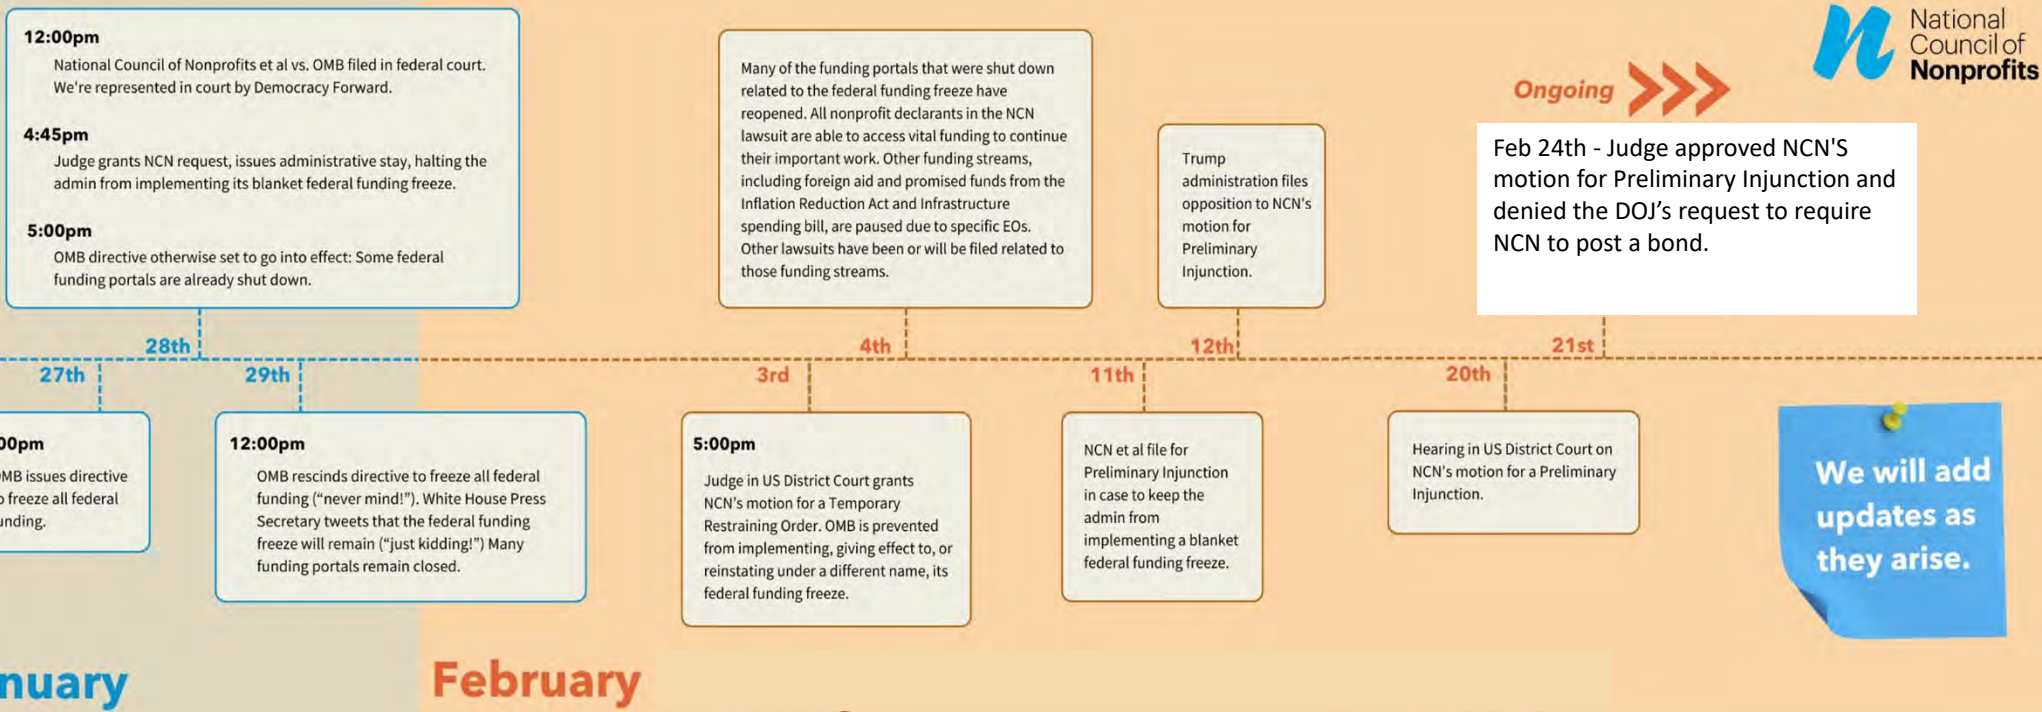 12:00pm
National Council of Nonprofits et al vs. OMB filed in federal court.
We're represented in court by Democracy Forward.
4:45pm
Judge grants NCN request, issues administrative stay, halting the
admin from implementing its blanket federal funding freeze.
5:00pm
OMB directive otherwise set to go into effect: Some federal
funding portals are already shut down.
Many of the funding portals that were shut down
related to the federal funding freeze have
reopened. All nonprofit declarants in the NCN
lawsuit are able to access vital funding to continue
their important work. Other funding streams,
including foreign aid and promised funds from the
Inflation Reduction Act and Infrastructure
spending bill, are paused due to specific EOs.
Other lawsuits have been or will be filed related to
those funding streams.
Trump
administration files
opposition to NCN's
motion for
Preliminary
Injunction.
Ongoing
National
Council of
Nonprofits
Feb 24th - Judge approved NCN'S
motion for Preliminary Injunction and
denied the DOJ's request to require
NCN to post a bond.
28th
4th
12th
21st
27th
29th
3rd
11th
20th
00pm
OMB issues directive
o freeze all federal
unding.
12:00pm
OMB rescinds directive to freeze all federal
funding ("never mind!"). White House Press
Secretary tweets that the federal funding
freeze will remain ("just kidding!") Many
funding portals remain closed.
5:00pm
Judge in US District Court grants
NCN's motion for a Temporary
Restraining Order. OMB is prevented
from implementing, giving effect to, or
reinstating under a different name, its
federal funding freeze.
NCN et al file for
Preliminary Injunction
in case to keep the
admin from
implementing a blanket
federal funding freeze.
Hearing in US District Court on
NCN's motion for a Preliminary
Injunction.
We will add
updates as
they arise.
nuary
February